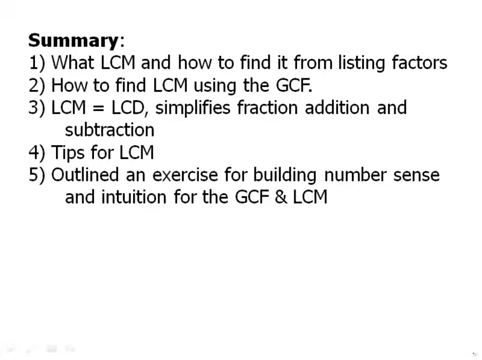 Summary:
1) What LCM and how to find it from listing factors
2) How to find LCM using the GCF.
3) LCM = LCD, simplifies fraction addition and
subtraction
4) Tips for LCM
5) Outlined an exercise for building number sense
and intuition for the GCF & LCM